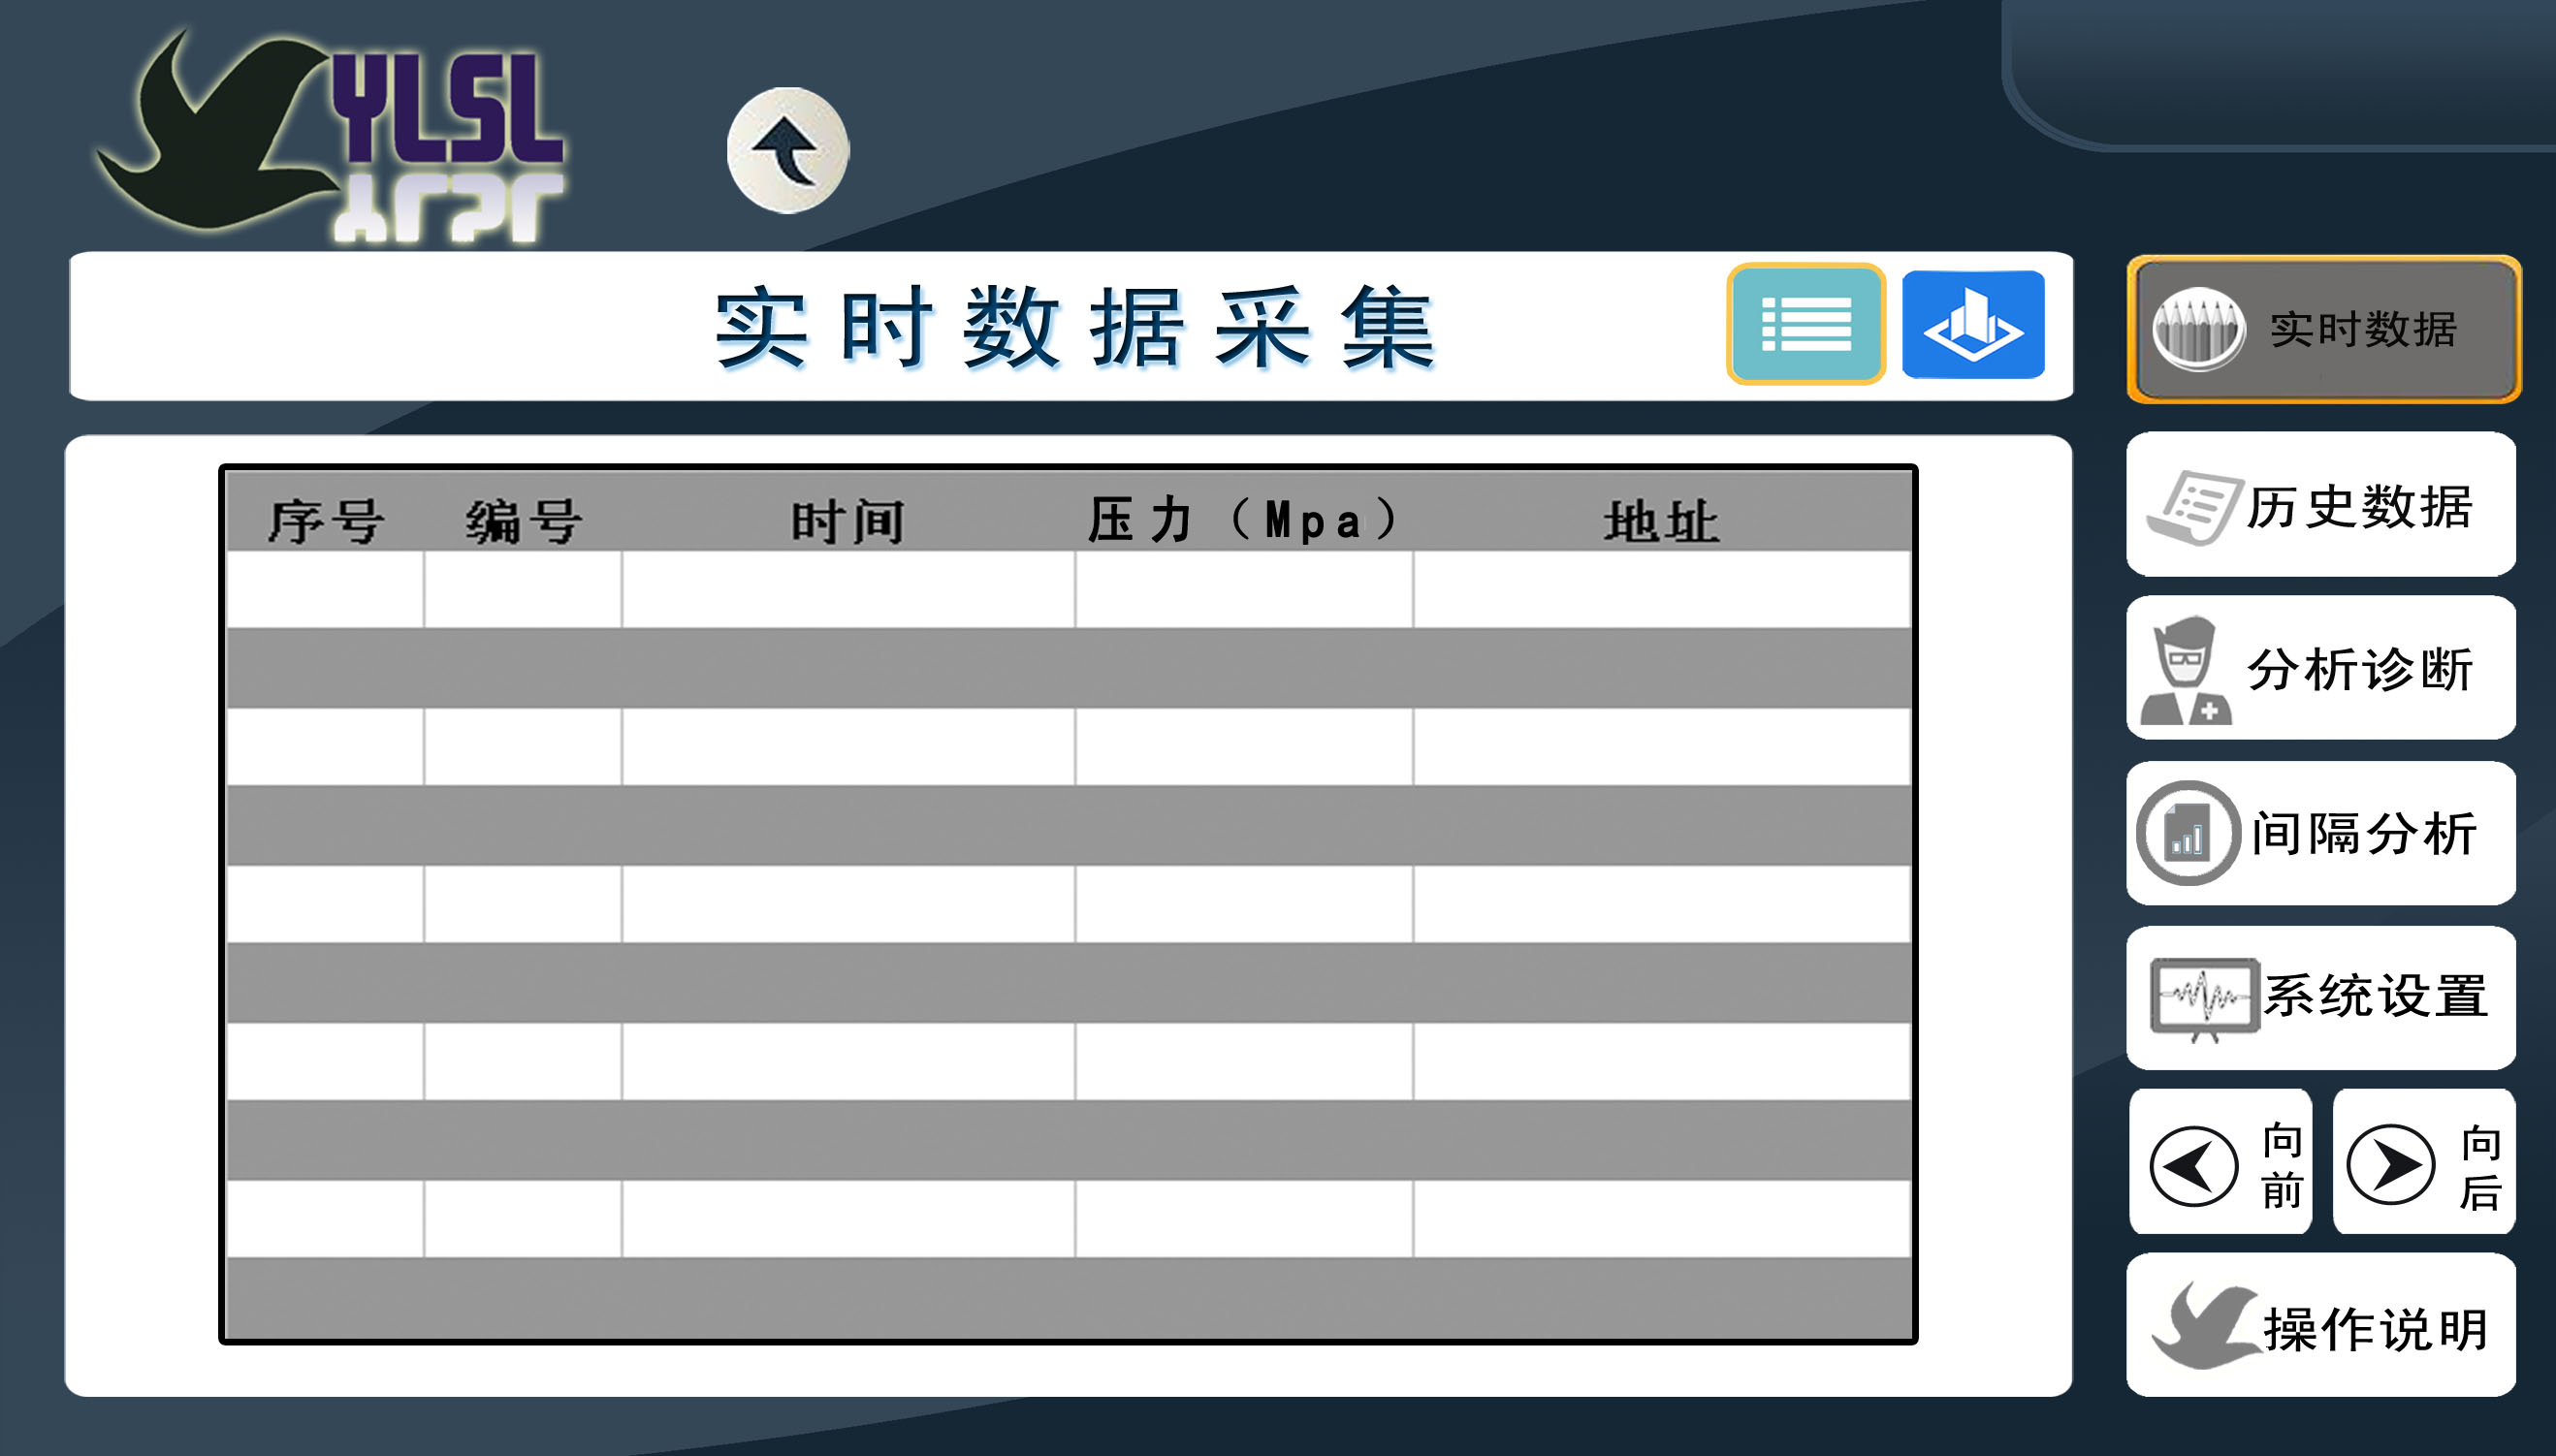 YLSL
实时数据采集
序号 编号 时间 压力（Mpa） 地址
实时数据
历史数据
分析诊断
间隔分析
系统设置
向前
向后
操作说明